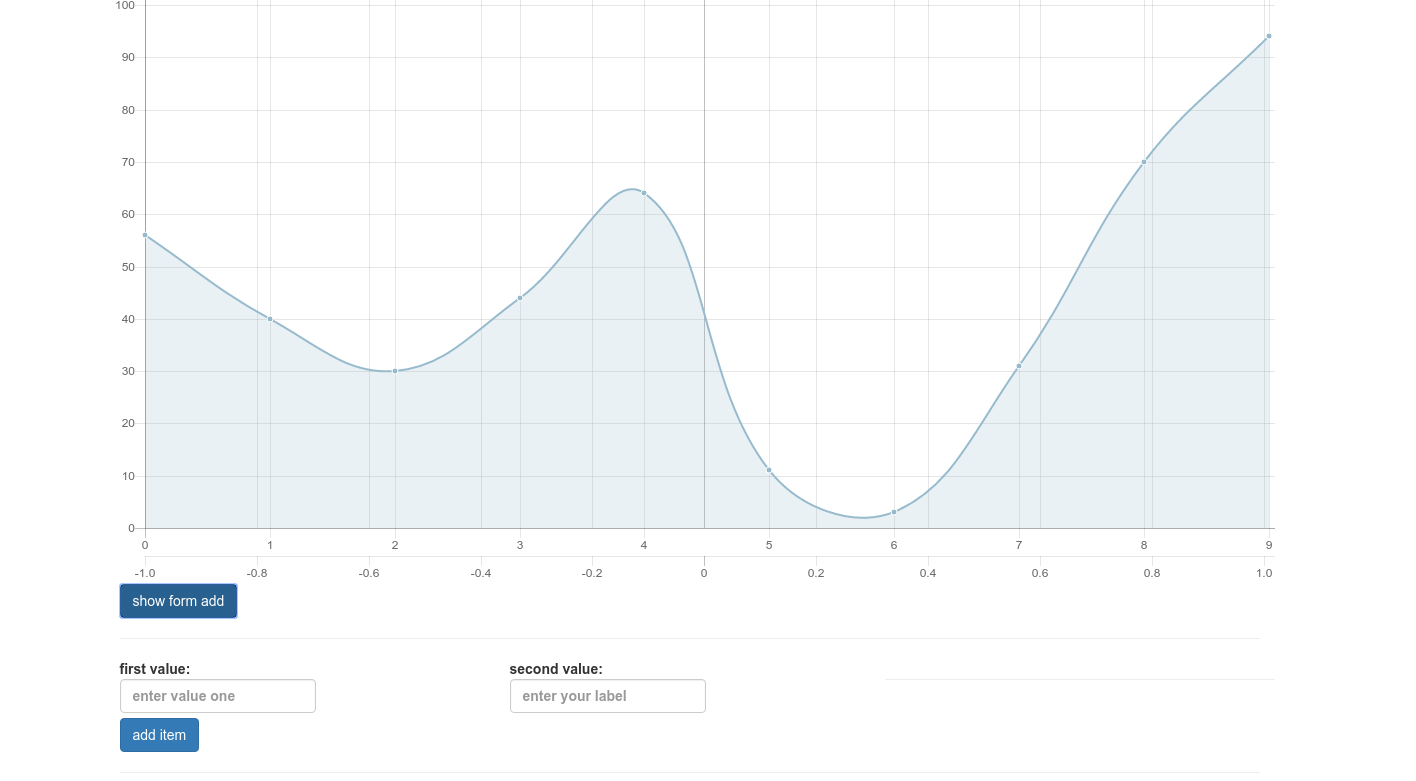 100
90
80
70
60
50
40
30
20
10
0
0 1 2 3 4 5 6 7 8 9
-1.0 -0.8 -0.6 -0.4 -0.2 0 0.2 0.4 0.6 0.8 1.0
show form add
first value: second value:
enter value one enter your label
add item